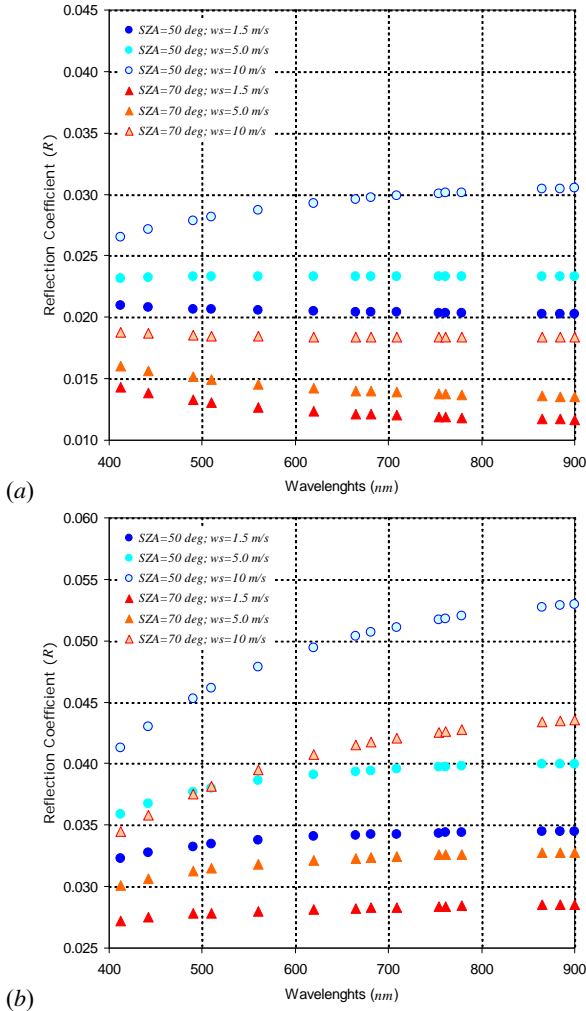 0.045
0.040
0.035
0.030
0.025
0.020
0.015
0.010
Reflection Coefficient (R)
SZA=50 deg; ws=1.5 m/s
SZA=50 deg; ws=5.0 m/s
SZA=50 deg; ws=10 m/s
SZA=70 deg; ws=1.5 m/s
SZA=70 deg; ws=5.0 m/s
SZA=70 deg; ws=10 m/s
400 500 600 700 800 900
Wavelenghts (nm)
(a)
0.060
0.055
0.050
0.045
0.040
0.035
0.030
0.025
Reflection Coefficient (R)
SZA=50 deg; ws=1.5 m/s
SZA=50 deg; ws=5.0 m/s
SZA=50 deg; ws=10 m/s
SZA=70 deg; ws=1.5 m/s
SZA=70 deg; ws=5.0 m/s
SZA=70 deg; ws=10 m/s
400 500 600 700 800 900
Wavelenghts (nm)
(b)